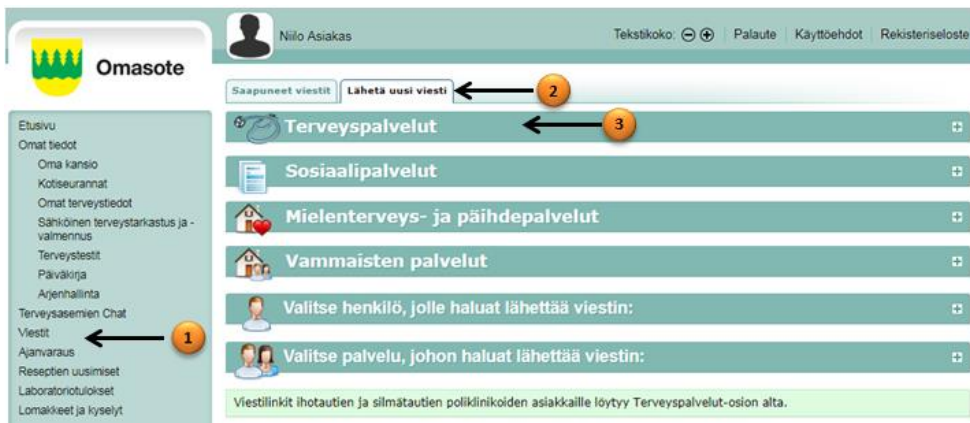 Niilo Asiakas
Tekstikoko: Palaute Käyttöehdot Rekisteriseloste
Omasote
Saapuneet viestit Lähetä uusi viesti 2
Etusivu
Omat tiedot
Oma kansio
Kotiseurannat
Omat terveystiedot
Sähköinen terveystarkastus ja -
valmennus
Terveystestit
Päiväkirja
Arjenhallinta
Terveysasemien Chat
Viestit
1
Ajanvaraus
Reseptien uusimiset
Laboratoriotulokset
Lomakkeet ja kyselyt
Terveyspalvelut 3
Sosiaalipalvelut
Mielenterveys- ja päihdepalvelut
Vammaisten palvelut
Valitse henkilö, jolle haluat lähettää viestin:
Valitse palvelu, johon haluat lähettää viestin:
Viestilinkit ihotautien ja silmätautien poliklinikoiden asiakkaille löytyy Terveyspalvelut-osion alta.